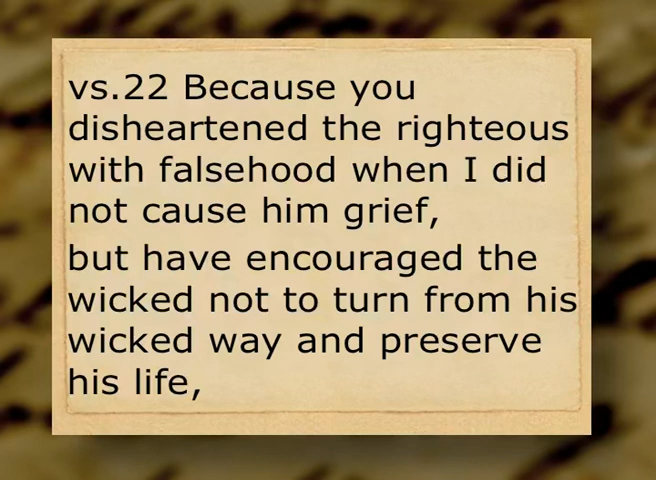 vs.22 Because you
disheartened the righteous
with falsehood when I did
not cause him grief,
but have encouraged the
wicked not to turn from his
wicked way and preserve
his life,